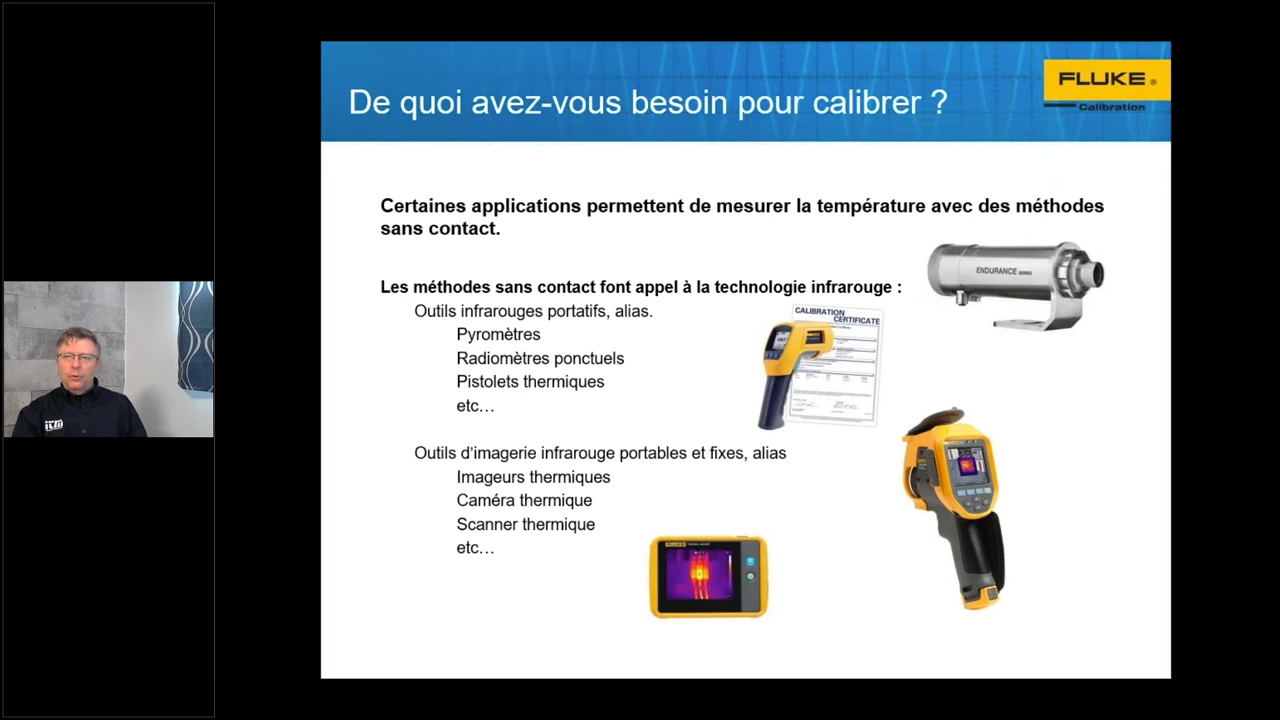 De quoi avez-vous besoin pour calibrer ?
FLUKE®
Calibration
Certaines applications permettent de mesurer la température avec des méthodes
sans contact.
ENDURANCE SERIES
Les méthodes sans contact font appel à la technologie infrarouge :
Outils infrarouges portatifs, alias.
CALIBRATION
CERTIFICATE
Pyromètres
Radiomètres ponctuels
Pistolets thermiques
etc…
itm
Outils d’imagerie infrarouge portables et fixes, alias
Imageurs thermiques
Caméra thermique
Scanner thermique
etc…
FLUKE